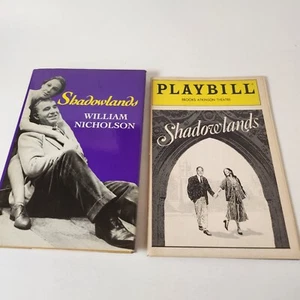 Shadowlands
WILLIAM
NICHOLSON
PLAYBILL
BROOKS ATKINSON THEATRE
Shadowlands